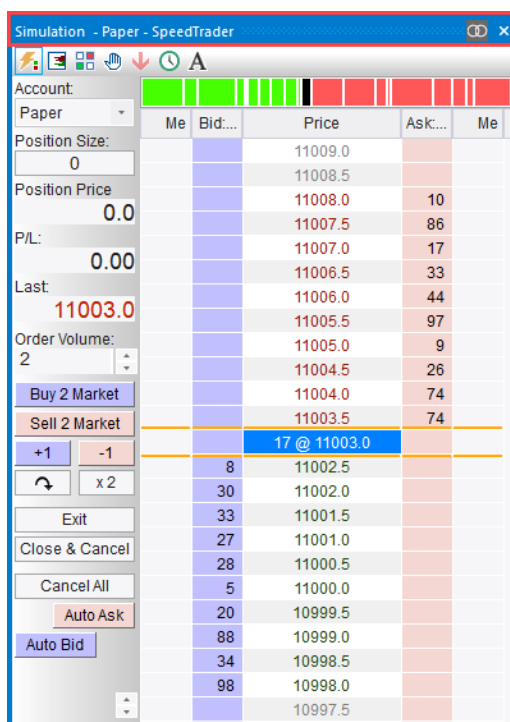 Simulation - Paper - SpeedTrader
A
Account:
Paper
Position Size:
0
Position Price
0.0
P/L:
0.00
Last:
11003.0
Order Volume:
2
Buy 2 Market
Sell 2 Market
+1 -1
x 2
Exit
Close & Cancel
Cancel All
Auto Ask
Auto Bid
Me Bid:... Price Ask:... Me
11009.0
11008.5
11008.0 10
11007.5 86
11007.0 17
11006.5 33
11006.0 44
11005.5 97
11005.0 9
11004.5 26
11004.0 74
11003.5 74
17 @ 11003.0
8 11002.5
30 11002.0
33 11001.5
27 11001.0
28 11000.5
5 11000.0
20 10999.5
88 10999.0
34 10998.5
98 10998.0
10997.5